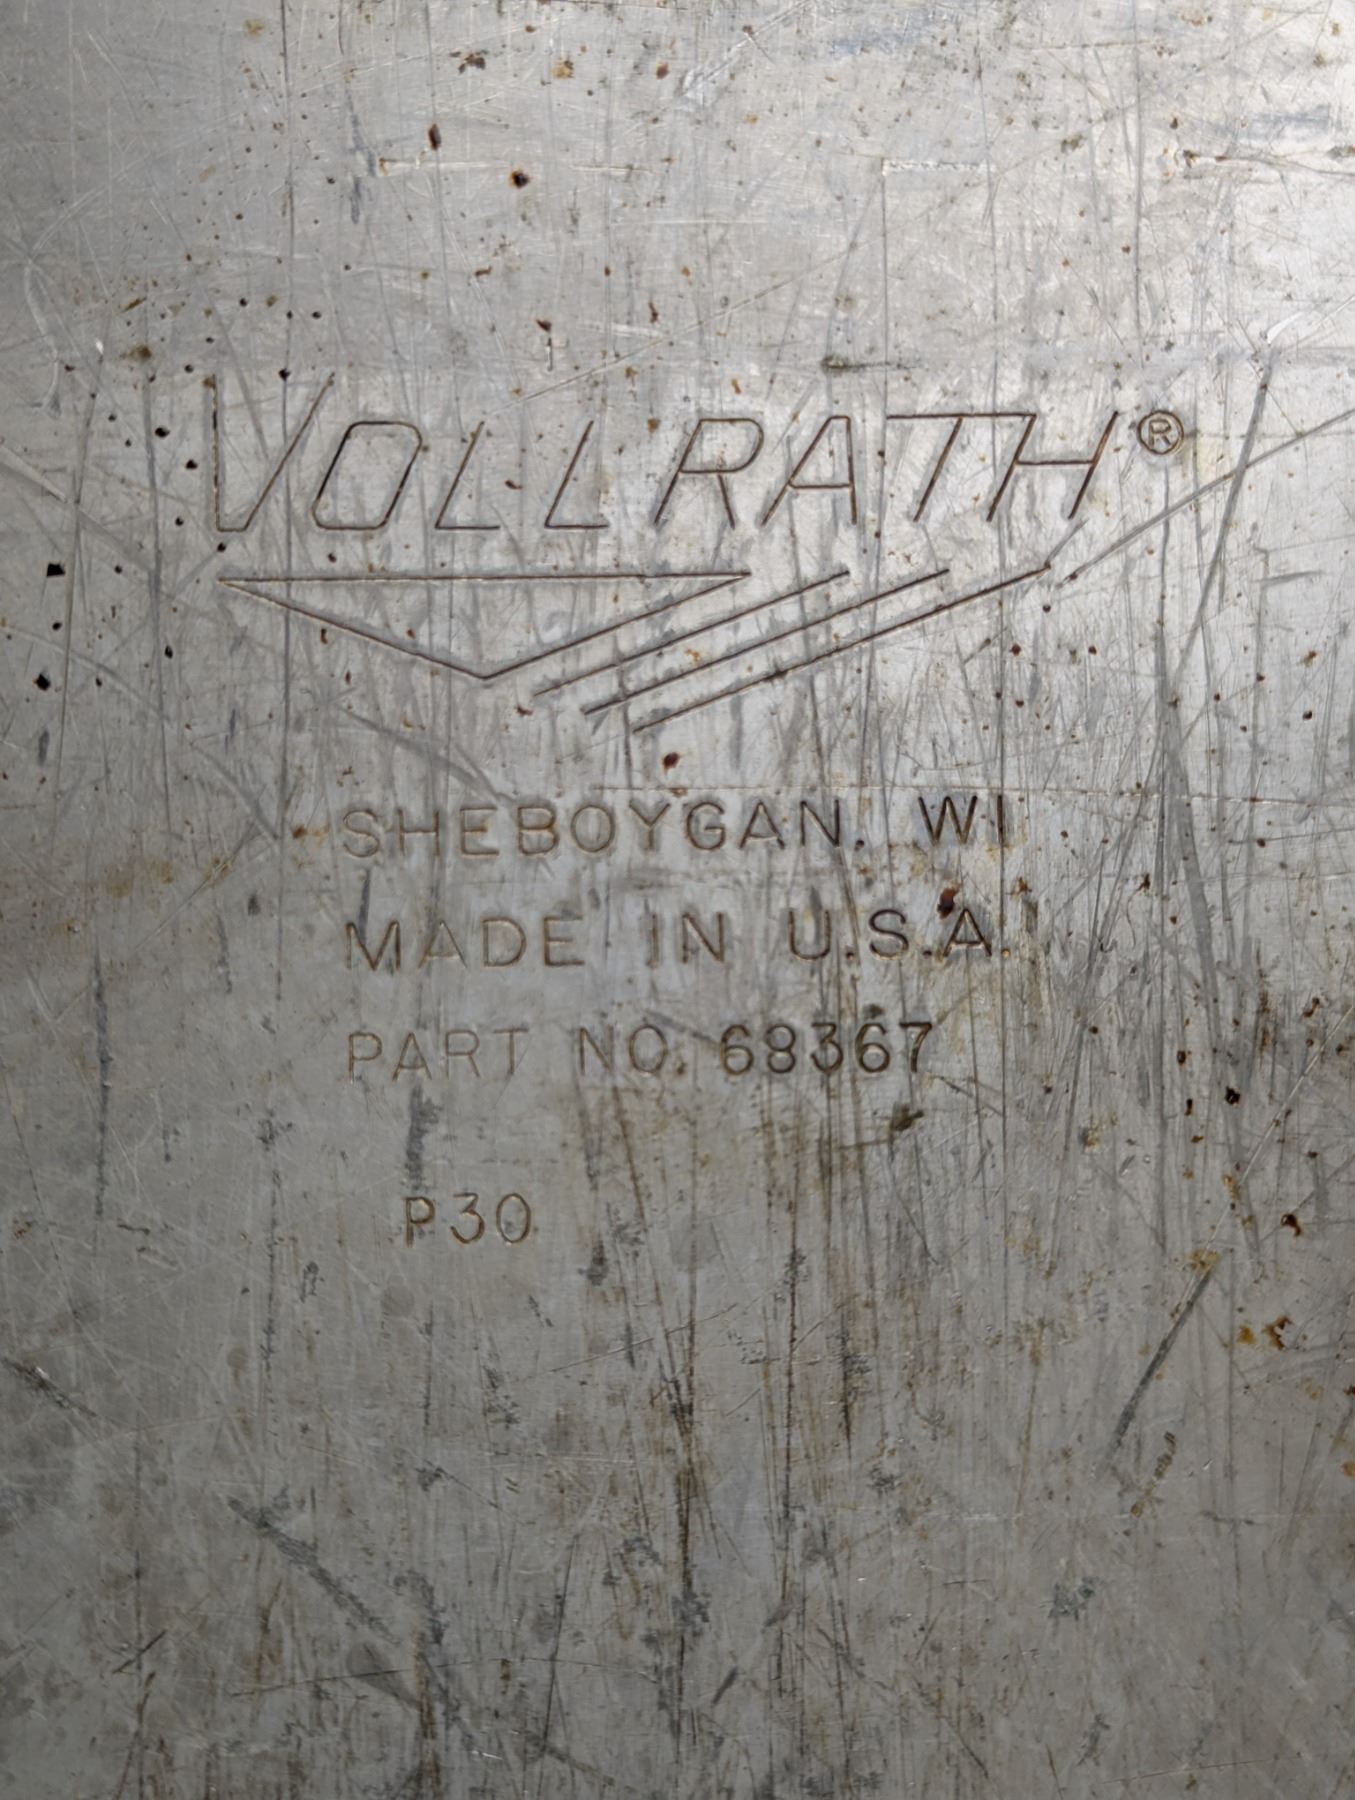 VOLLRATH®
SHEBOYGAN, WI
MADE IN U.S.A.
PART NO. 68367
P30